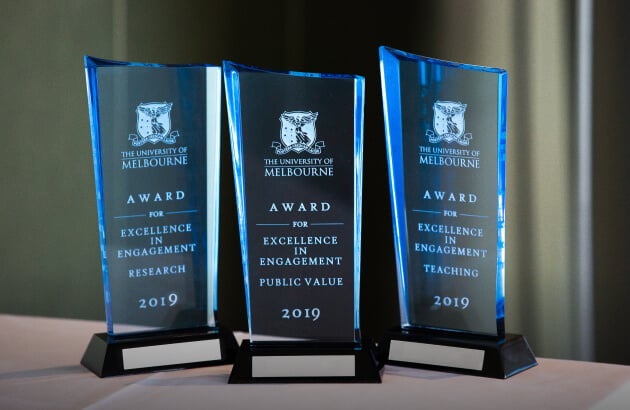 THE UNIVERSITY OF
MELBOURNE
AWARD
FOR
EXCELLENCE
IN
ENGAGEMENT
RESEARCH
2019
THE UNIVERSITY OF
MELBOURNE
AWARD
FOR
EXCELLENCE
IN
ENGAGEMENT
PUBLIC VALUE
2019
THE UNIVERSITY OF
MELBOURNE
AWARD
FOR
EXCELLENCE
IN
ENGAGEMENT
TEACHING
2019